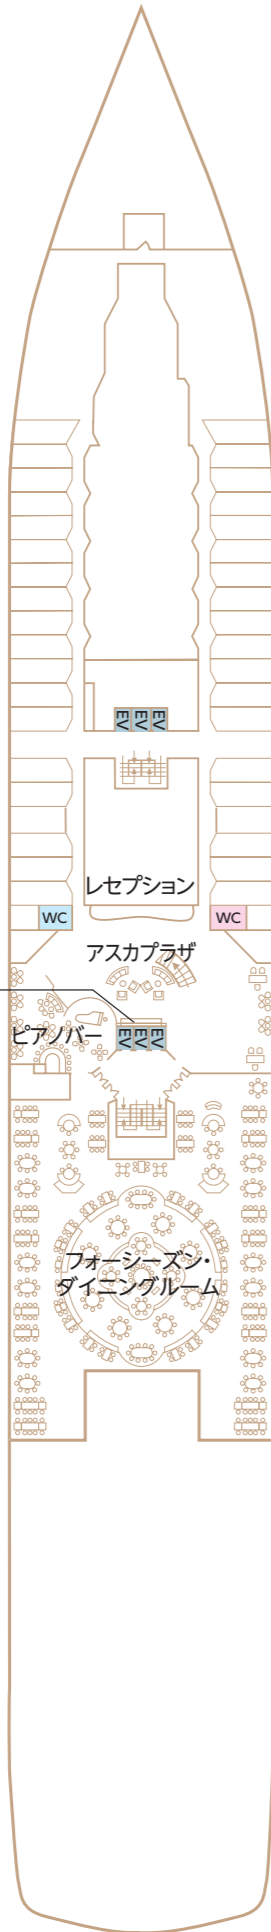 EV EV EV
レセプション
WC WC
アスカプラザ
ピアノバー
EV EV EV
フォーシーズン・
ダイニングルーム